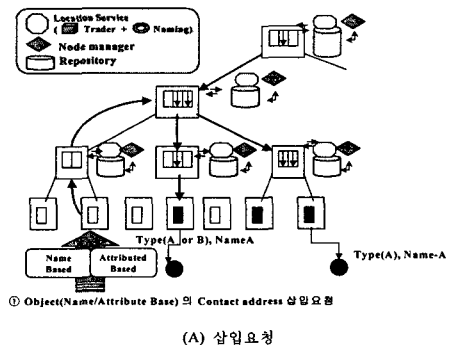 Location Service
( Trader + Naming)
Node manager
Repository
Type(A or B), NameA
Type(A), Name-A
Name
Based
Attributed
Based
① Object(Name/Attribute Base) 의 Contact address 삽입요청
(A) 삽입요청